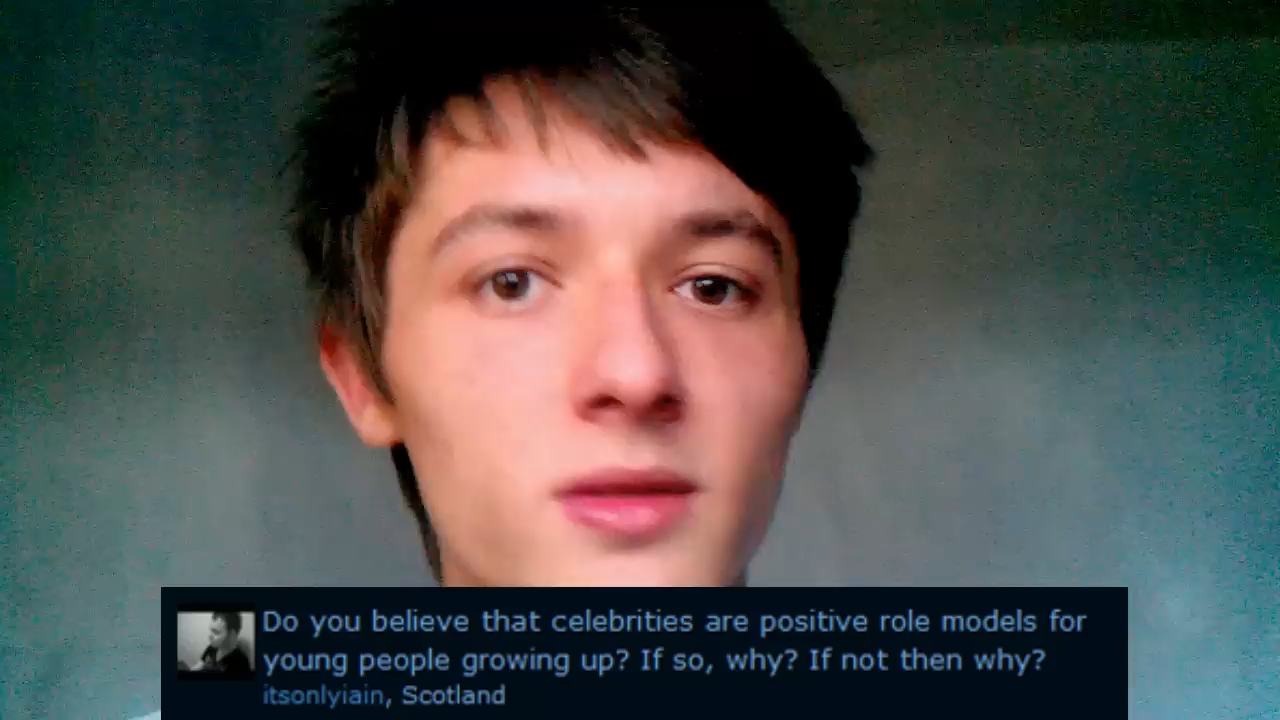 Do you believe that celebrities are positive role models for
young people growing up? If so, why? If not then why?
itsonlyiain, Scotland